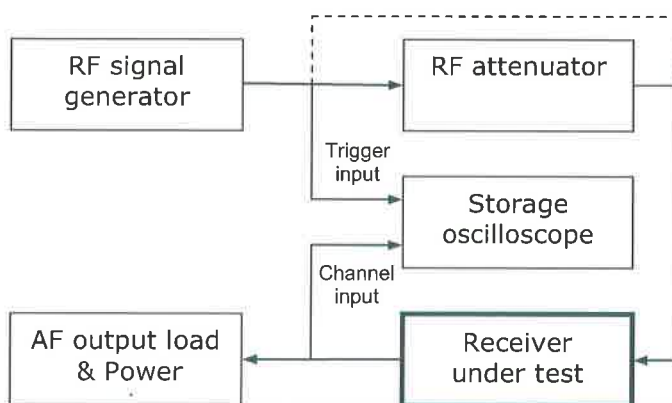 RF signal
generator
RF attenuator
Trigger
input
Storage
oscilloscope
Channel
input
AF output load
& Power
Receiver
under test